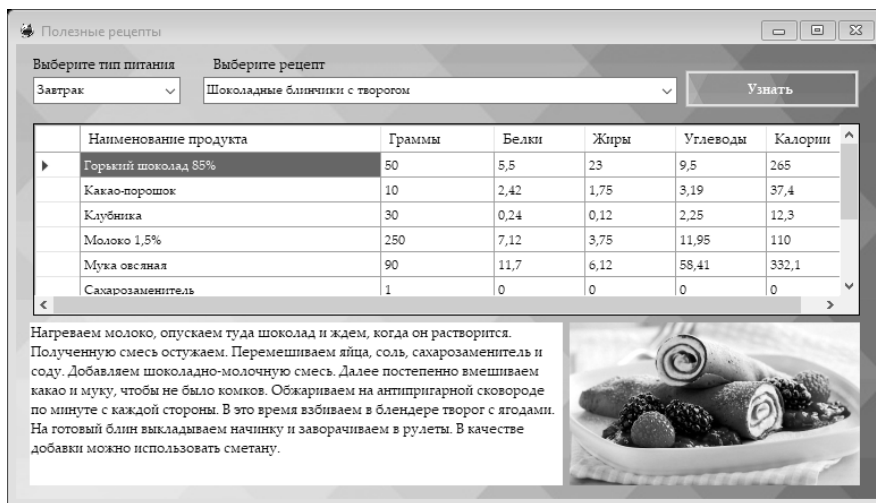 Полезные рецепты
Выберите тип питания Выберите рецепт
Завтрак Шоколадные блинчики с творогом Узнать
Наименование продукта Граммы Белки Жиры Углеводы Калории
Горький шоколад 85% 50 5,5 23 9,5 265
Какао-порошок 10 2,42 1,75 3,19 37,4
Клубника 30 0,24 0,12 2,25 12,3
Молоко 1,5% 250 7,12 3,75 11,95 110
Мука овсяная 90 11,7 6,12 58,41 332,1
Сахарозаменитель 1 0 0 0 0
Нагреваем молоко, опускаем туда шоколад и ждем, когда он растворится.
Полученную смесь остужаем. Перемешиваем яйца, соль, сахарозаменитель и
соду. Добавляем шоколадно-молочную смесь. Далее постепенно вмешиваем
какао и муку, чтобы не было комков. Обжариваем на антипригарной сковороде
по минуте с каждой стороны. В это время взбиваем в блендере творог с ягодами.
На готовый блин выкладываем начинку и заворачиваем в рулеты. В качестве
добавки можно использовать сметану.